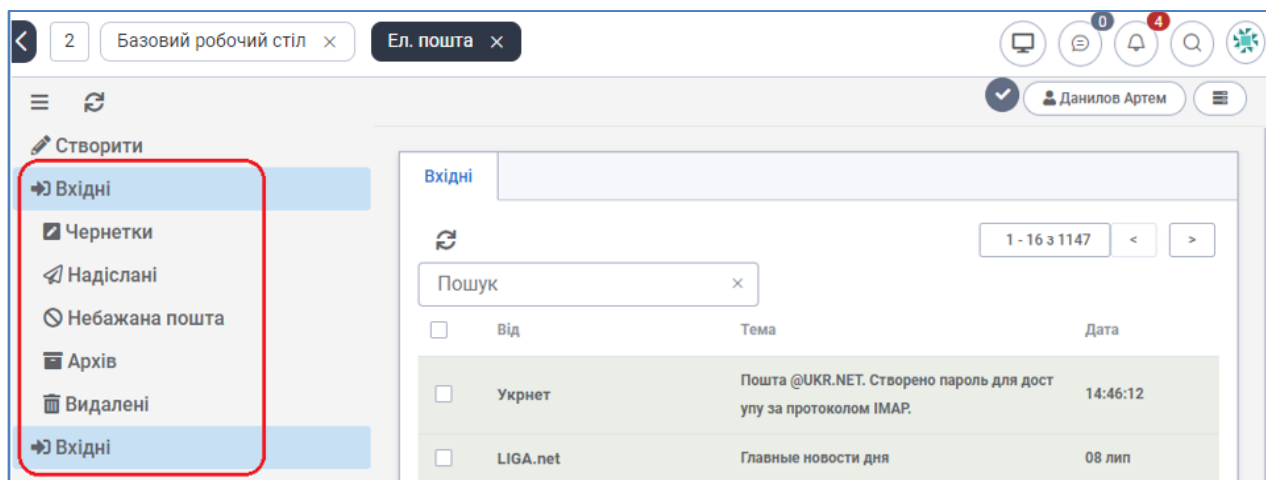 2 Базовий робочий стіл × Ел. пошта × 0 4
Данилов Артем
Створити
Вхідні
Чернетки
Надіслані
Небажана пошта
Архів
Видалені
Вхідні
Вхідні
1 - 16 з 1147 < >
Пошук ×
Від Тема Дата
Укрнет Пошта @UKR.NET. Створено пароль для дост 14:46:12
упу за протоколом IMAP.
LIGA.net Главные новости дня 08 лип